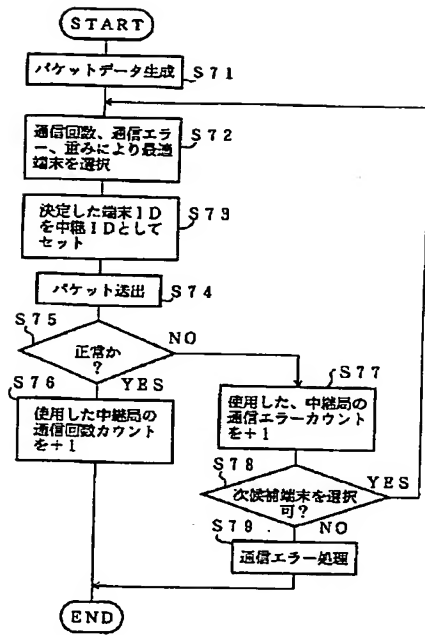 START
パケットデータ生成
S71
通信回数、通信エラ
ー、重みにより最適
端末を選択
S72
決定した端末ID
を中継IDとして
セット
S73
パケット送出
S74
S75
正常か
?
NO
YES
S76
使用した中継局の
通信回数カウント
を+1
S77
使用した、中継局の
通信エラーカウント
を+1
S78
次候補端末を選択
可?
YES
NO
S79
通信エラー処理
END